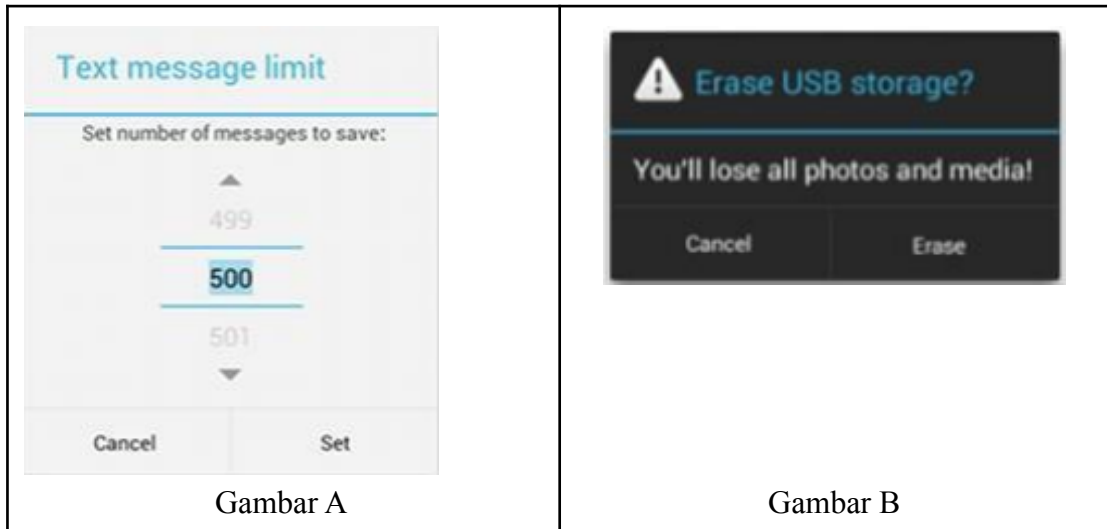 Text message limit
Set number of messages to save:
499
500
501
Cancel Set
Gambar A
Erase USB storage?
You'll lose all photos and media!
Cancel Erase
Gambar B